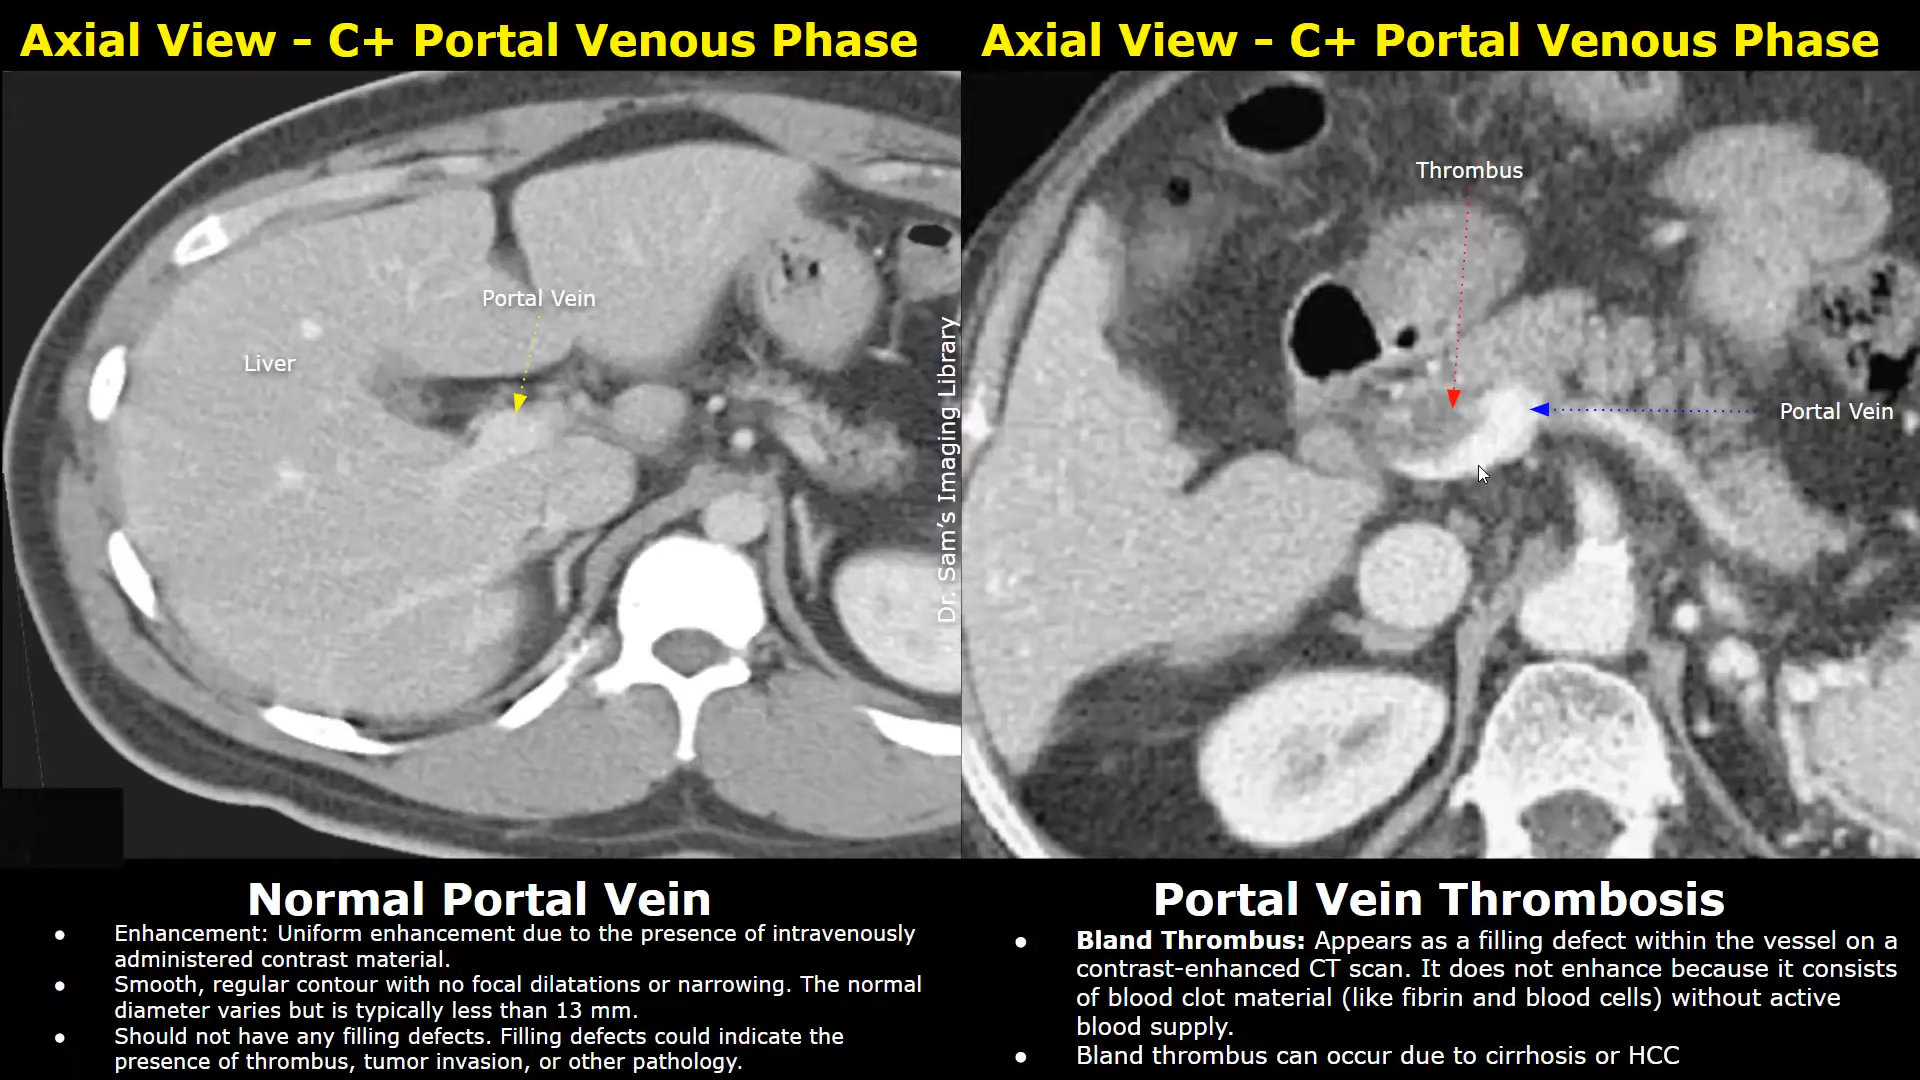 Axial View - C+ Portal Venous Phase
Portal Vein
Liver
Dr. Sam's Imaging Library
Normal Portal Vein
● Enhancement: Uniform enhancement due to the presence of intravenously
administered contrast material.
● Smooth, regular contour with no focal dilatations or narrowing. The normal
diameter varies but is typically less than 13 mm.
● Should not have any filling defects. Filling defects could indicate the
presence of thrombus, tumor invasion, or other pathology.
Axial View - C+ Portal Venous Phase
Thrombus
Portal Vein
Portal Vein Thrombosis
● Bland Thrombus: Appears as a filling defect within the vessel on a
contrast-enhanced CT scan. It does not enhance because it consists
of blood clot material (like fibrin and blood cells) without active
blood supply.
● Bland thrombus can occur due to cirrhosis or HCC